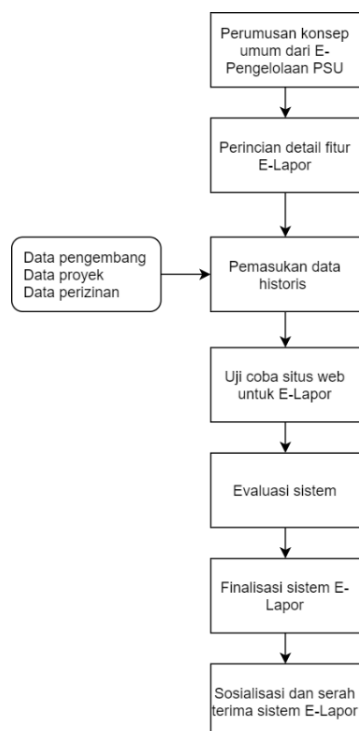 Perumusan konsep
umum dari E-
Pengelolaan PSU
Perincian detail fitur
E-Lapor
Data pengembang
Data proyek
Data perizinan
Pemasukan data
historis
Uji coba situs web
untuk E-Lapor
Evaluasi sistem
Finalisasi sistem E-
Lapor
Sosialisasi dan serah
terima sistem E-Lapor